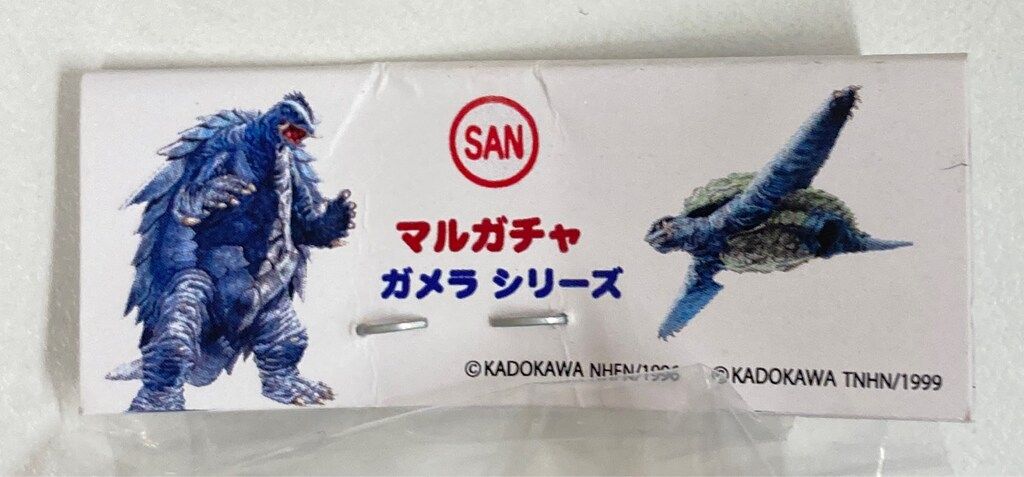 SAN
マルガチャ
ガメラ シリーズ
©KADOKAWA NHFN/1996
©KADOKAWA TNHN/1999